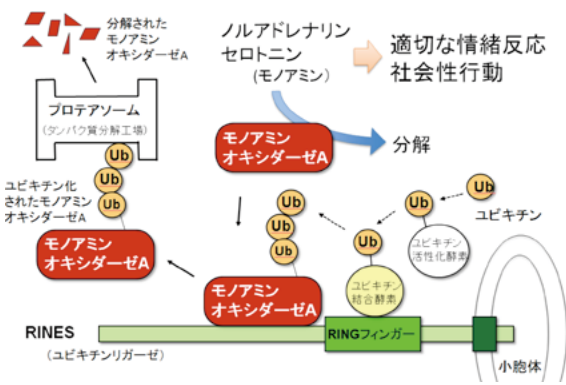 分解された
モノアミン
オキシダーゼA
ノルアドレナリン
セロトニン
(モノアミン)
適切な情緒反応
社会性行動
プロテアソーム
(タンパク質分解工場)
モノアミン
オキシダーゼA
分解
Ub
Ub
Ub
ユビキチン化
されたモノアミン
オキシダーゼA
Ub
Ub
Ub
Ub
Ub
Ub
ユビキチン
ユビキチン
活性化酵素
モノアミン
オキシダーゼA
ユビキチン
結合酵素
モノアミン
オキシダーゼA
RINES
(ユビキチンリガーゼ)
RINGフィンガー
小胞体